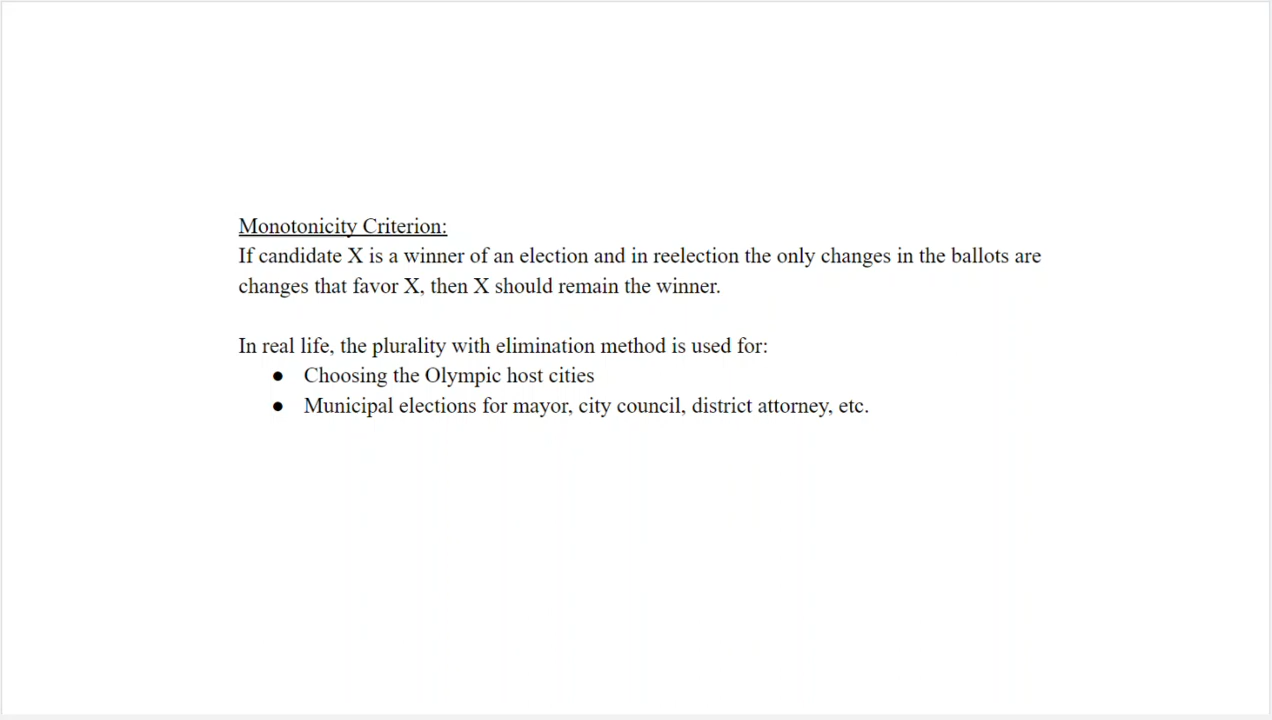 Monotonicity Criterion:
If candidate X is a winner of an election and in reelection the only changes in the ballots are
changes that favor X, then X should remain the winner.
In real life, the plurality with elimination method is used for:
● Choosing the Olympic host cities
● Municipal elections for mayor, city council, district attorney, etc.